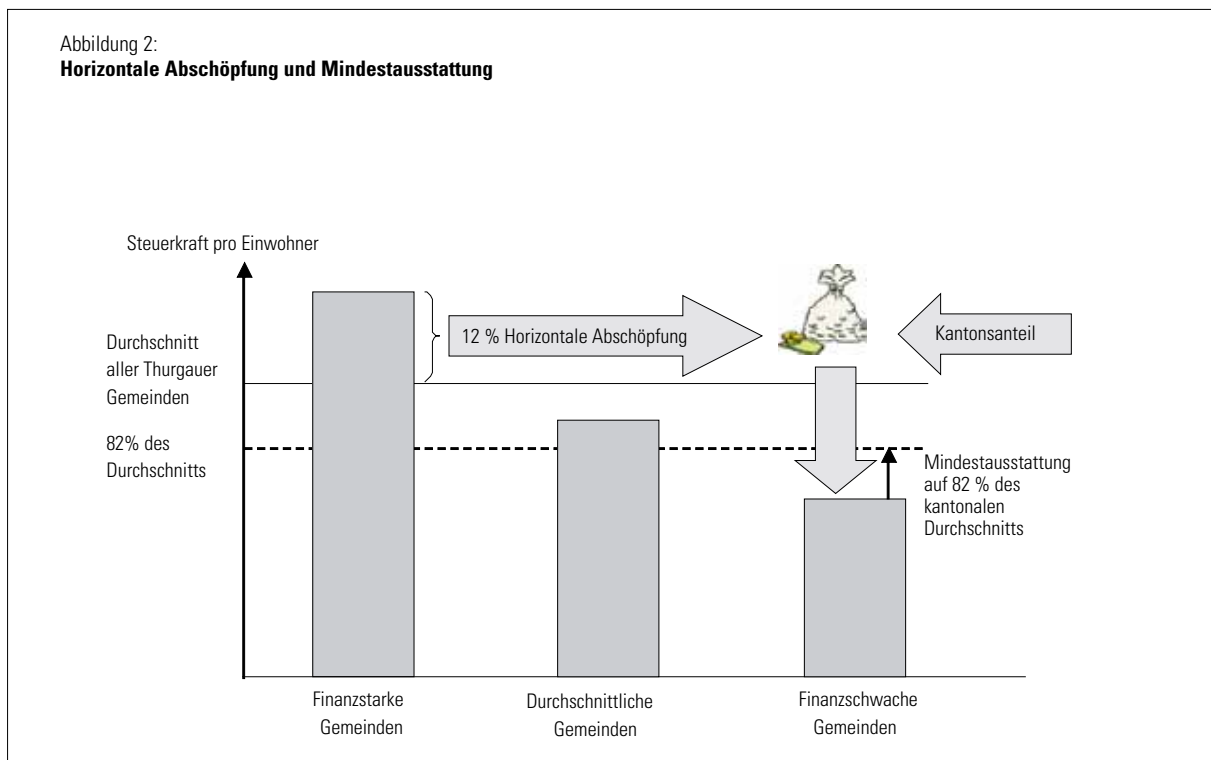 Abbildung 2:
Horizontale Abschöpfung und Mindestausstattung
Steuerkraft pro Einwohner
12 % Horizontale Abschöpfung
Kantonsanteil
Durchschnitt
aller Thurgauer
Gemeinden
82% des
Durchschnitts
Mindestausstattung
auf 82 % des
kantonalen
Durchschnitts
Finanzstarke
Gemeinden
Durchschnittliche
Gemeinden
Finanzschwache
Gemeinden